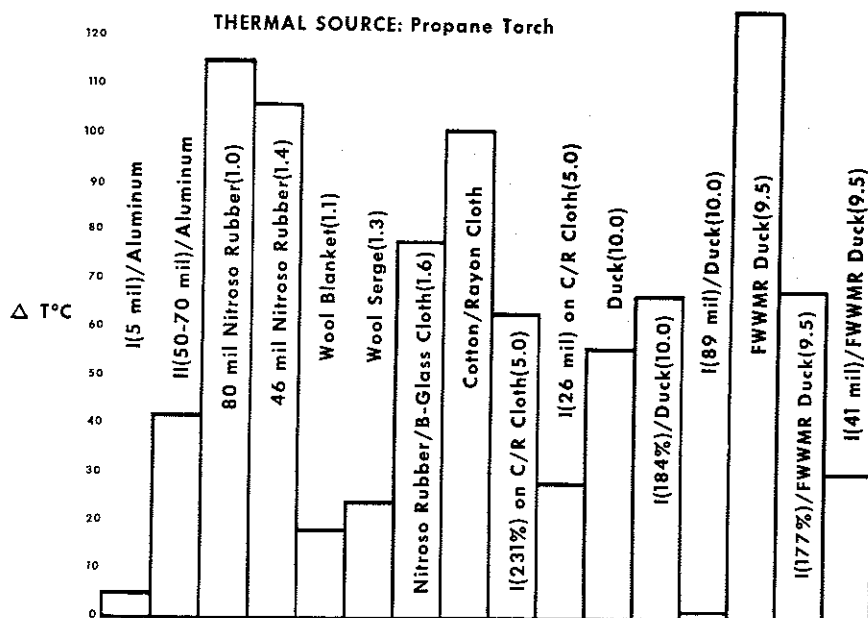 THERMAL SOURCE: Propane Torch
120
110
100
90
80
70
60
50
40
30
20
10
0
△ T°C
I(5 mil)/Aluminum
II(50-70 mil)/Aluminum
80 mil Nitroso Rubber(1.0)
46 mil Nitroso Rubber(1.4)
Wool Blanket(1.1)
Wool Serge(1.3)
Nitroso Rubber/B-Glass Cloth(1.6)
Cotton/Rayon Cloth
I(231%) on C/R Cloth(5.0)
I(26 mil) on C/R Cloth(5.0)
Duck(10.0)
I(184%)/Duck(10.0)
I(89 mil)/Duck(10.0)
FWWMR Duck(9.5)
I(177%)/FWWMR Duck(9.5)
I(41 mil)/FWWMR Duck(9.5)